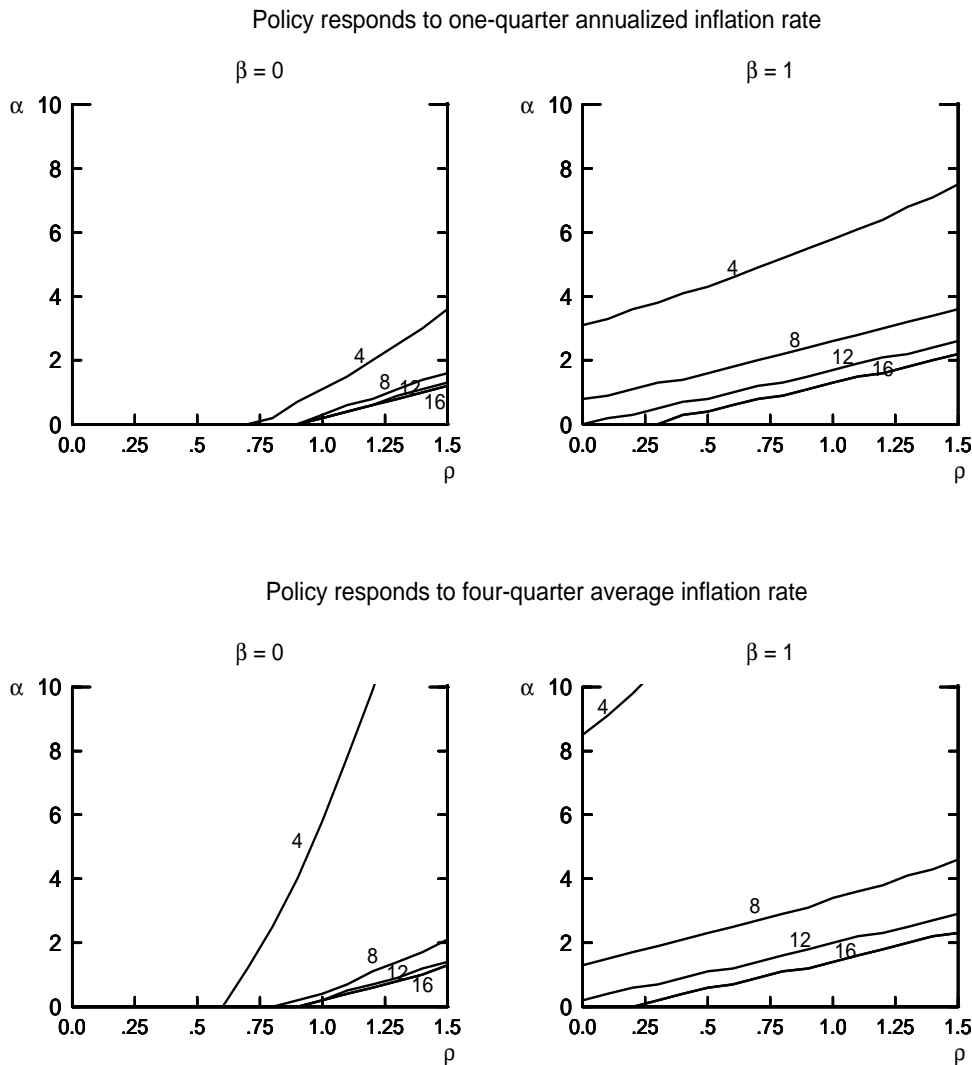 Policy responds to one-quarter annualized inflation rate
β = 0
β = 1
α 10
8
6
4
2
0
4
8
12
16
0.0 .25 .5 .75 1.0 1.25 1.5
ρ
α 10
8
6
4
2
0
4
8
12
16
0.0 .25 .5 .75 1.0 1.25 1.5
ρ
Policy responds to four-quarter average inflation rate
β = 0
β = 1
α 10
8
6
4
2
0
4
8
12
16
0.0 .25 .5 .75 1.0 1.25 1.5
ρ
α 10
8
6
4
2
0
4
8
12
16
0.0 .25 .5 .75 1.0 1.25 1.5
ρ